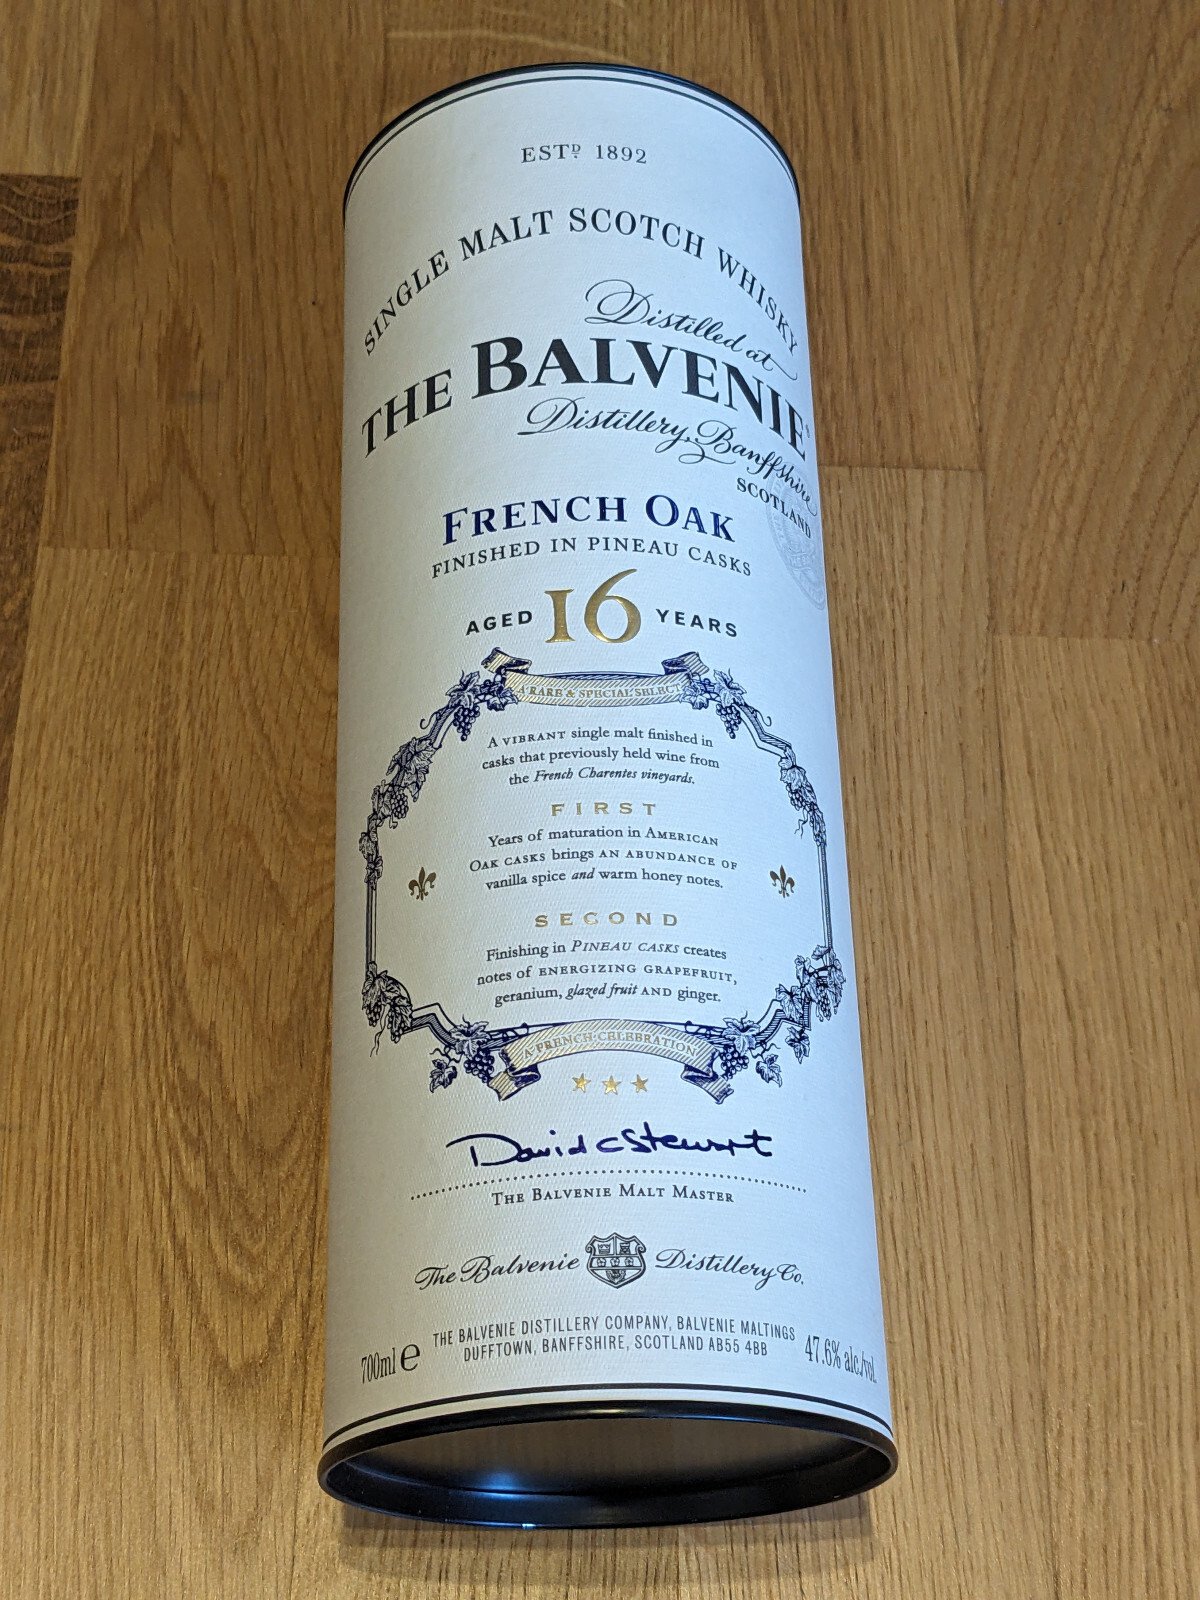 ESTD 1892
SINGLE MALT SCOTCH WHISKY
Distilled at
THE BALVENIE®
Distillery, Banffshire
SCOTLAND
FRENCH OAK
FINISHED IN PINEAU CASKS
AGED 16 YEARS
A RARE & SPECIAL SELECT
A VIBRANT single malt finished in
casks that previously held wine from
the French Charentes vineyards.
FIRST
Years of maturation in AMERICAN
OAK CASKS brings AN ABUNDANCE OF
vanilla spice and warm honey notes.
SECOND
Finishing in PINEAU CASKS creates
notes of ENERGIZING GRAPEFRUIT,
geranium, glazed fruit AND ginger.
A FRENCH CELEBRATION
David C Stewart
THE BALVENIE MALT MASTER
The Balvenie Distillery Co.
THE BALVENIE DISTILLERY COMPANY, BALVENIE MALTINGS
DUFFTOWN, BANFFSHIRE, SCOTLAND AB55 4BB
700ml e
47.6% alc./vol.